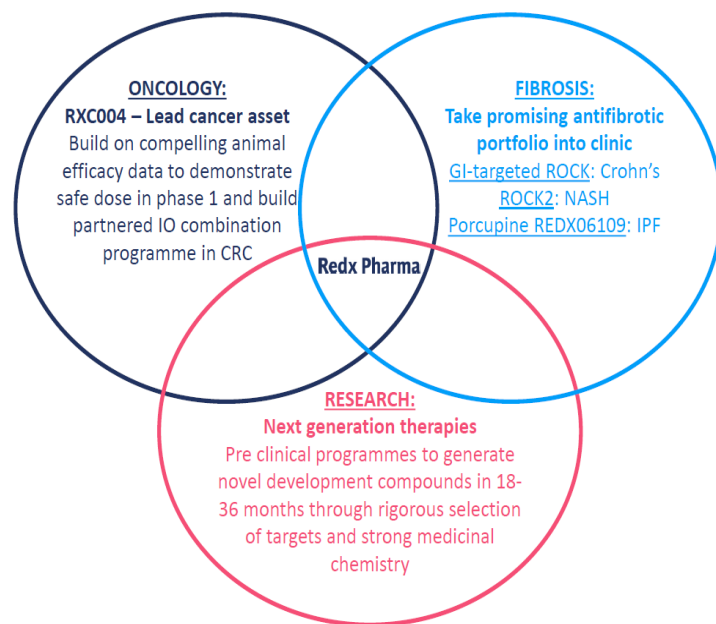 ONCOLOGY:
RXC004 – Lead cancer asset
Build on compelling animal
efficacy data to demonstrate
safe dose in phase 1 and build
partnered IO combination
programme in CRC
FIBROSIS:
Take promising antifibrotic
portfolio into clinic
GI-targeted ROCK: Crohn's
ROCK2: NASH
Porcupine REDX06109: IPF
Redx Pharma
RESEARCH:
Next generation therapies
Pre clinical programmes to generate
novel development compounds in 18-
36 months through rigorous selection
of targets and strong medicinal
chemistry